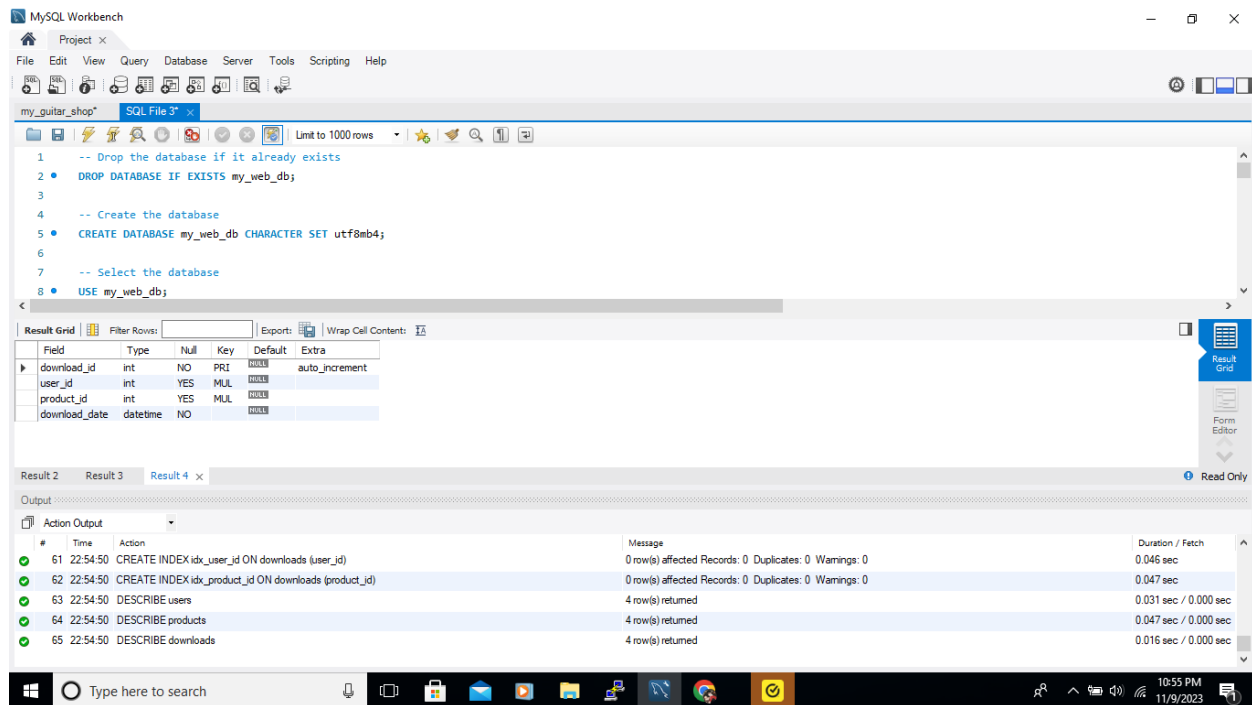 MySQL Workbench
Project ×
File Edit View Query Database Server Tools Scripting Help
my_guitar_shop* SQL File 3* ×
Limit to 1000 rows
1 -- Drop the database if it already exists
2 DROP DATABASE IF EXISTS my_web_db;
3
4 -- Create the database
5 CREATE DATABASE my_web_db CHARACTER SET utf8mb4;
6
7 -- Select the database
8 USE my_web_db;
Result Grid Filter Rows: Export: Wrap Cell Content:
Field Type Null Key Default Extra
download_id int NO PRI NULL auto_increment
user_id int YES MUL NULL
product_id int YES MUL NULL
download_date datetime NO NULL
Result Grid
Form Editor
Result 2 Result 3 Result 4 × Read Only
Output
Action Output
# Time Action Message Duration / Fetch
61 22:54:50 CREATE INDEX idx_user_id ON downloads (user_id) 0 row(s) affected Records: 0 Duplicates: 0 Warnings: 0 0.046 sec
62 22:54:50 CREATE INDEX idx_product_id ON downloads (product_id) 0 row(s) affected Records: 0 Duplicates: 0 Warnings: 0 0.047 sec
63 22:54:50 DESCRIBE users 4 row(s) returned 0.031 sec / 0.000 sec
64 22:54:50 DESCRIBE products 4 row(s) returned 0.047 sec / 0.000 sec
65 22:54:50 DESCRIBE downloads 4 row(s) returned 0.016 sec / 0.000 sec
Type here to search
10:55 PM
11/9/2023